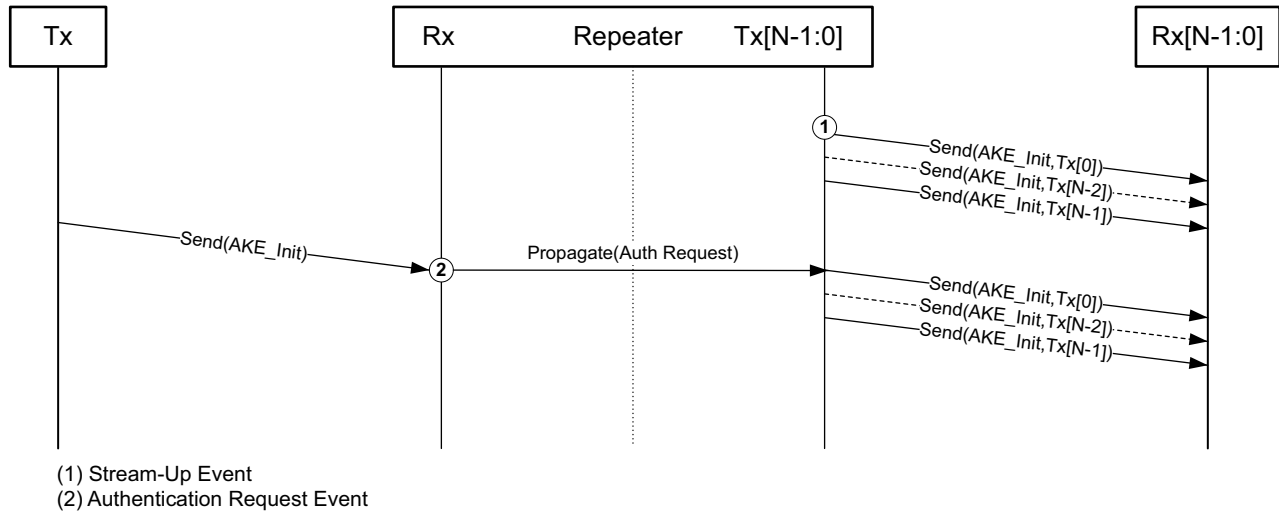 Tx
Rx Repeater Tx[N-1:0]
Rx[N-1:0]
1
Send(AKE_Init,Tx[0])
Send(AKE_Init,Tx[N-2])
Send(AKE_Init,Tx[N-1])
Send(AKE_Init)
2
Propagate(Auth Request)
Send(AKE_Init,Tx[0])
Send(AKE_Init,Tx[N-2])
Send(AKE_Init,Tx[N-1])
(1) Stream-Up Event
(2) Authentication Request Event